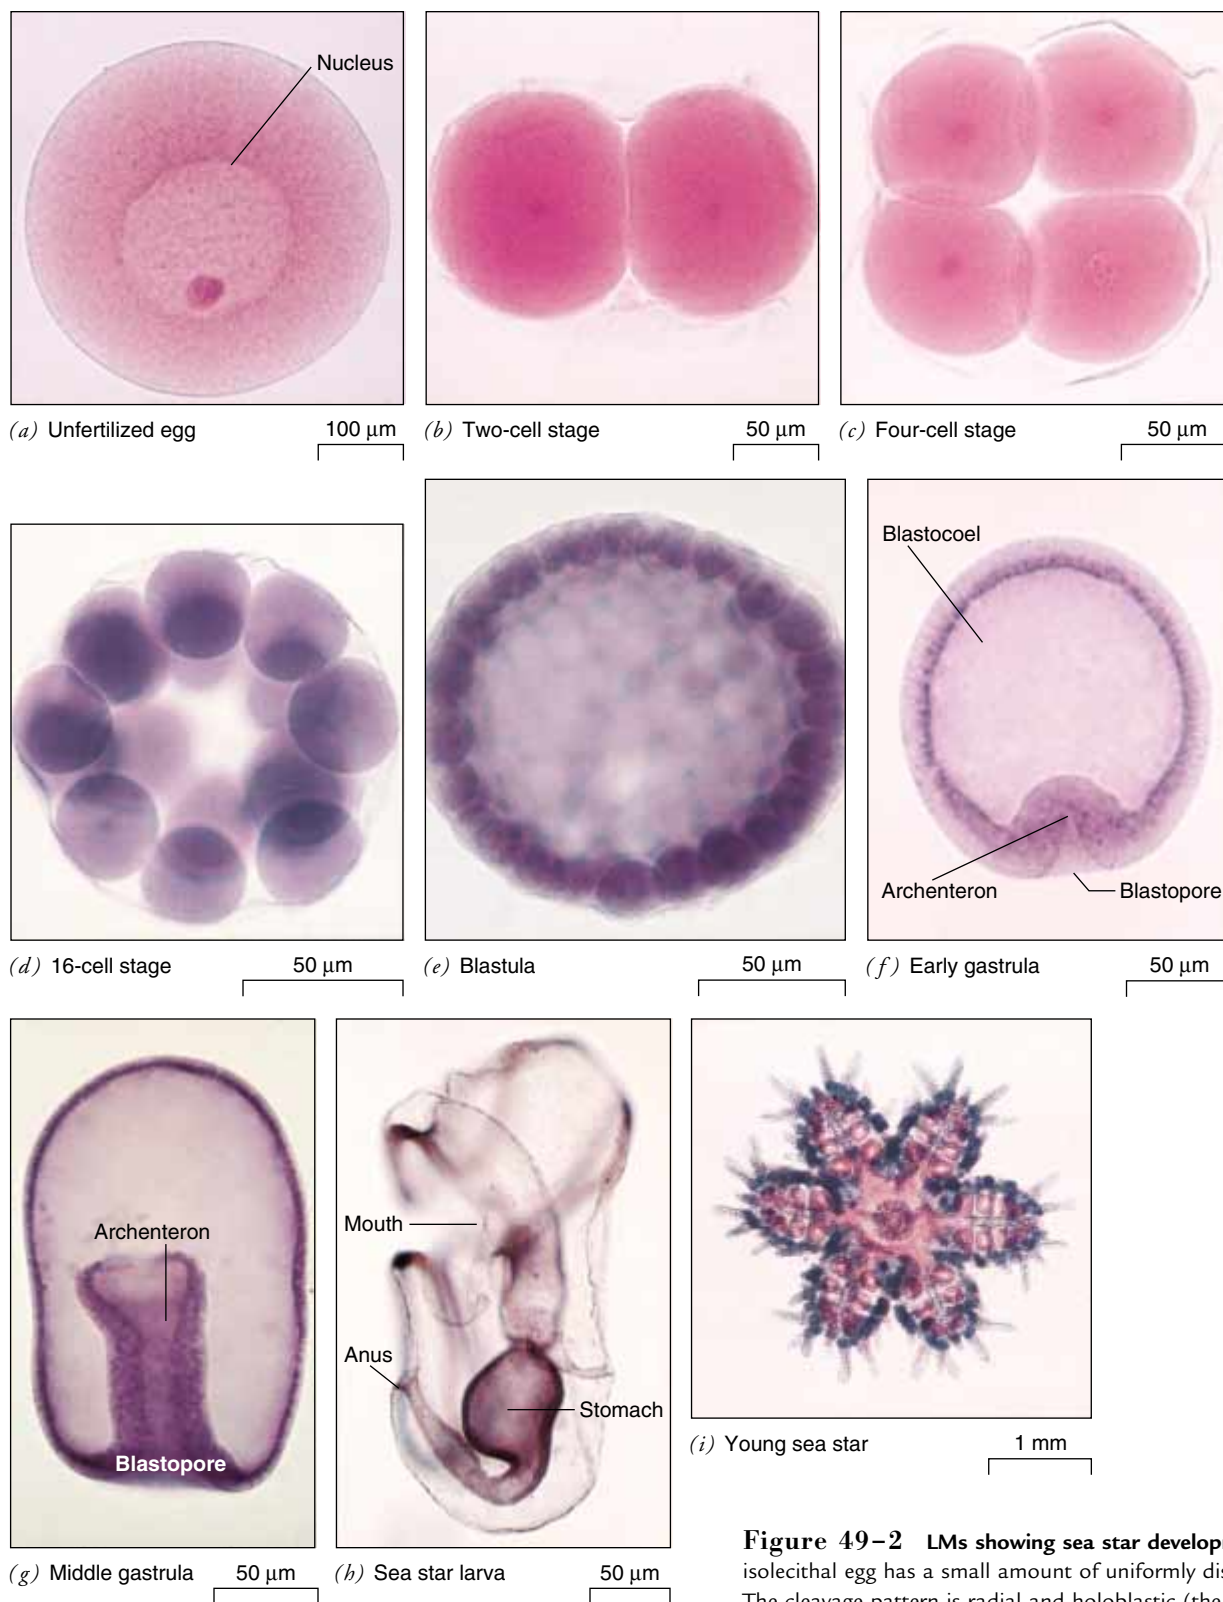 Nucleus
(a) Unfertilized egg
100 μm
(b) Two-cell stage
50 μm
(c) Four-cell stage
50 μm
Blastocoel
Archenteron
Blastopore
(d) 16-cell stage
50 μm
(e) Blastula
50 μm
(f) Early gastrula
50 μm
Archenteron
Blastopore
Mouth
Anus
Stomach
(g) Middle gastrula
50 μm
(h) Sea star larva
50 μm
(i) Young sea star
1 mm
Figure 49–2 LMs showing sea star
isolecithal egg has a small amount of uniformly
The cleavage pattern is radial and holoblastic (the